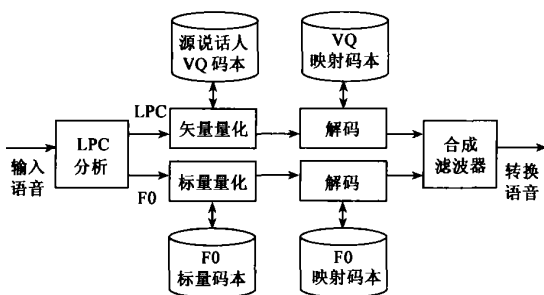 源说话人
VQ 码本
VQ
映射码本
LPC
矢量量化
解码
输入
语音
LPC
分析
合成
滤波器
转换
语音
F0
标量量化
解码
F0
标量码本
F0
映射码本